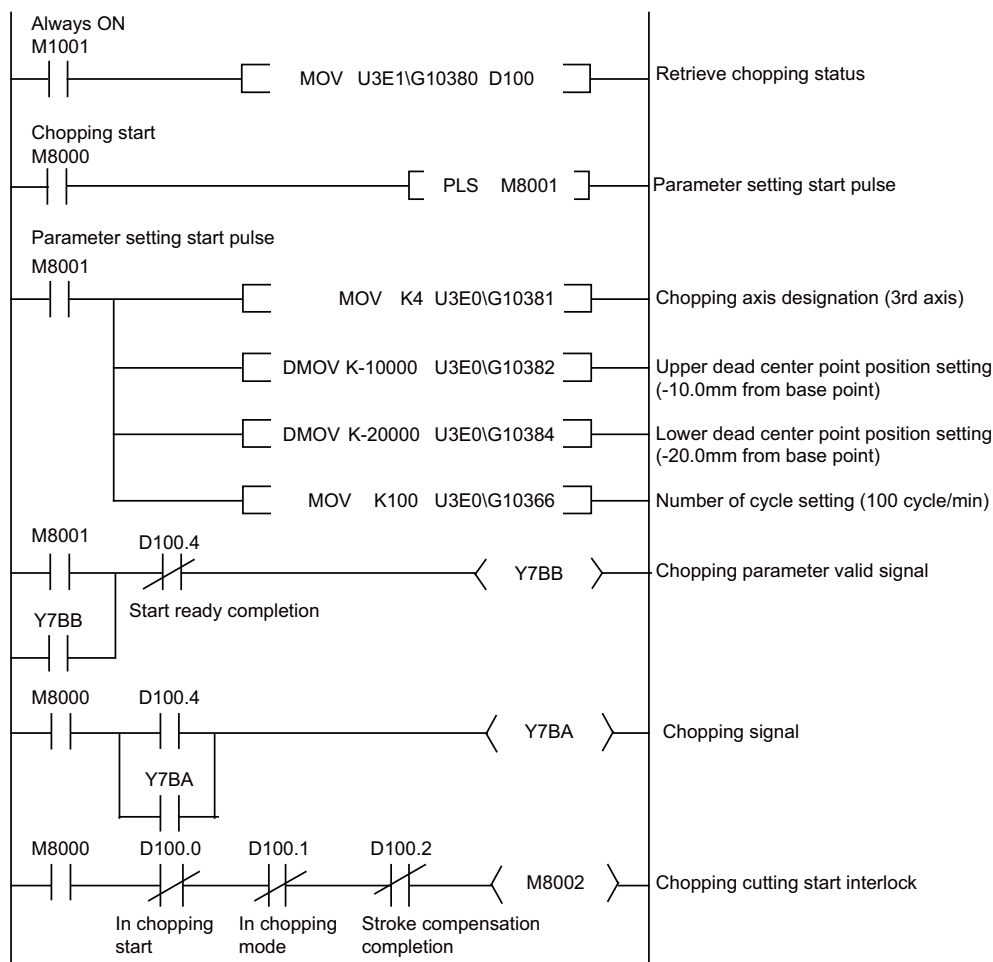 Always ON
M1001
MOV U3E1\G10380 D100
Retrieve chopping status
Chopping start
M8000
PLS M8001
Parameter setting start pulse
Parameter setting start pulse
M8001
MOV K4 U3E0\G10381
Chopping axis designation (3rd axis)
DMOV K-10000 U3E0\G10382
Upper dead center point position setting
(-10.0mm from base point)
DMOV K-20000 U3E0\G10384
Lower dead center point position setting
(-20.0mm from base point)
MOV K100 U3E0\G10366
Number of cycle setting (100 cycle/min)
M8001
D100.4
Y7BB
Chopping parameter valid signal
Start ready completion
Y7BB
M8000
D100.4
Y7BA
Chopping signal
Y7BA
M8000
D100.0
D100.1
D100.2
M8002
Chopping cutting start interlock
In chopping
start
In chopping
mode
Stroke compensation
completion